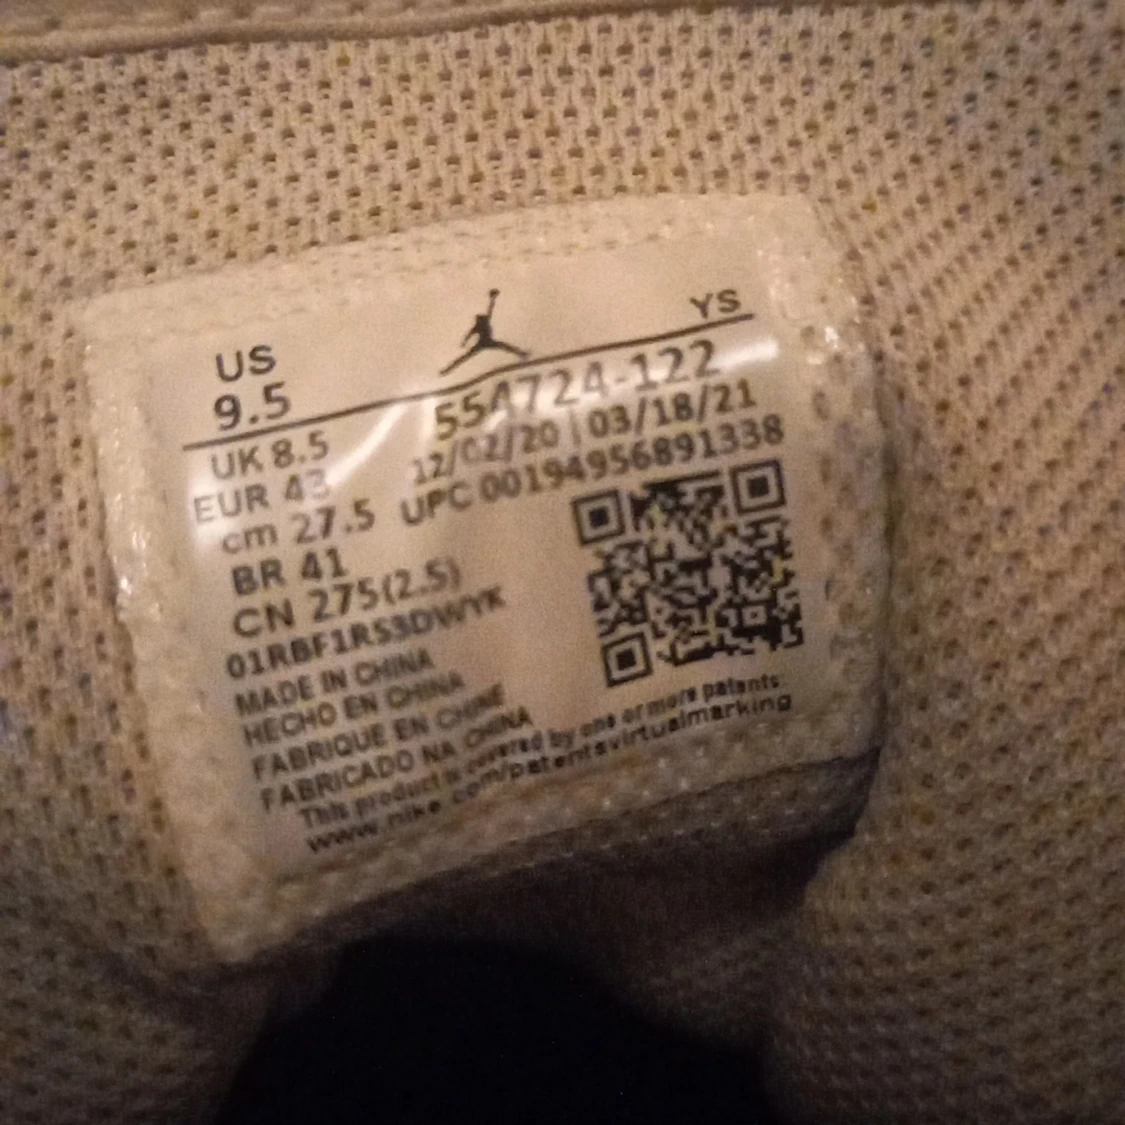 US
9.5
YS
UK 8.5
EUR 43
cm 27.5
BR 41
CN 275(2.5)
554724-122
12/02/20 | 03/18/21
UPC 00194956891338
01RBF1RS3DWYK
MADE IN CHINA
HECHO EN CHINA
FABRIQUE EN CHINE
FABRICADO NA CHINA
This product is covered by one or more patents:
www.nike.com/patentsvirtualmarking